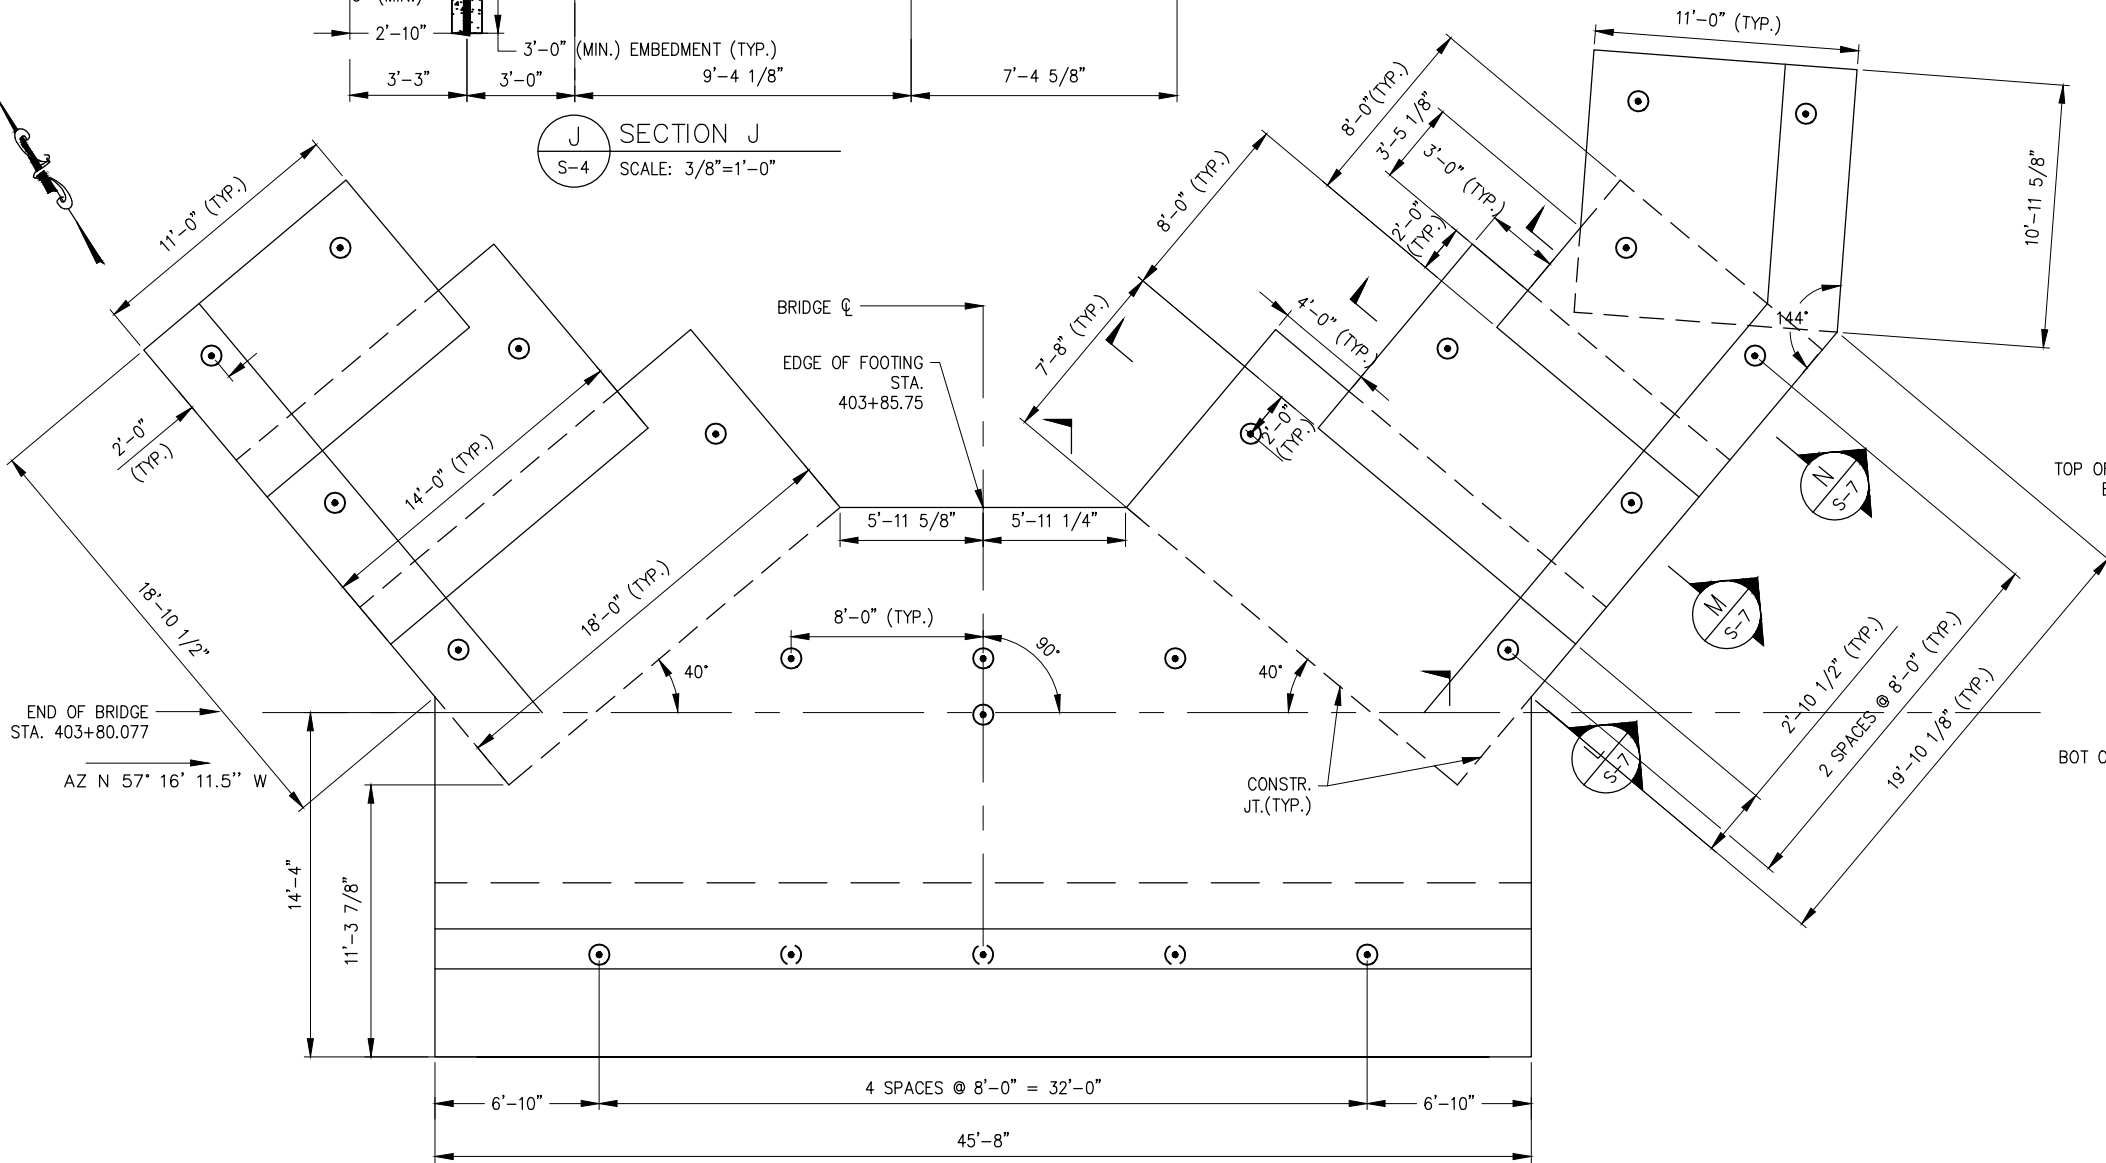 2'-10"
3'-0" (MIN.) EMBEDMENT (TYP.)
3'-3"
3'-0"
9'-4 1/8"
7'-4 5/8"
J
S-4
SECTION J
SCALE: 3/8"=1'-0"
11'-0" (TYP.)
11'-0" (TYP.)
8'-0"(TYP.)
3'-5 1/8"
3'-0" (TYP.)
8'-0" (TYP.)
2'-0"
(TYP.)
10'-11 5/8"
7'-8" (TYP.)
4'-0" (TYP.)
144°
BRIDGE ℄
EDGE OF FOOTING
STA.
403+85.75
2'-0"
(TYP.)
2'-0"
(TYP.)
14'-0" (TYP.)
18'-0" (TYP.)
18'-10 1/2"
5'-11 5/8"
5'-11 1/4"
N
S-7
TOP
M
S-7
8'-0" (TYP.)
90°
40°
40°
END OF BRIDGE
STA. 403+80.077
AZ N 57° 16' 11.5'' W
L
S-7
2'-10 1/2" (TYP.)
2 SPACES @ 8'-0" (TYP.)
19'-10 1/8" (TYP.)
BOT
CONSTR.
JT.(TYP.)
14'-4"
11'-3 7/8"
4 SPACES @ 8'-0" = 32'-0"
6'-10"
6'-10"
45'-8"